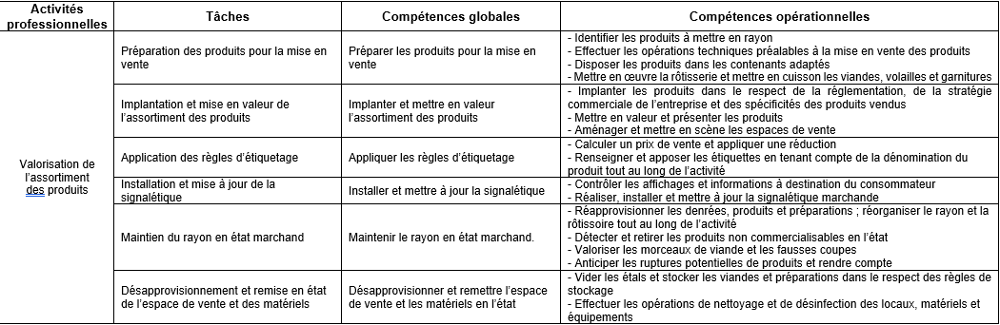 Activités
professionnelles
Tâches
Compétences globales
Compétences opérationnelles
Valorisation de
l'assortiment
des produits
Préparation des produits pour la mise en
vente
Préparer les produits pour la mise en
vente
- Identifier les produits à mettre en rayon
- Effectuer les opérations techniques préalables à la mise en vente des produits
- Disposer les produits dans les contenants adaptés
- Mettre en œuvre la rôtisserie et mettre en cuisson les viandes, volailles et garnitures
Implantation et mise en valeur de
l'assortiment des produits
Implanter et mettre en valeur
l'assortiment des produits
- Implanter les produits dans le respect de la réglementation, de la stratégie
commerciale de l'entreprise et des spécificités des produits vendus
- Mettre en valeur et présenter les produits
- Aménager et mettre en scène les espaces de vente
Application des règles d'étiquetage
Appliquer les règles d'étiquetage
- Calculer un prix de vente et appliquer une réduction
- Renseigner et apposer les étiquettes en tenant compte de la dénomination du
produit tout au long de l'activité
Installation et mise à jour de la
signalétique
Installer et mettre à jour la signalétique
- Contrôler les affichages et informations à destination du consommateur
- Réaliser, installer et mettre à jour la signalétique marchande
Maintien du rayon en état marchand
Maintenir le rayon en état marchand.
- Réapprovisionner les denrées, produits et préparations ; réorganiser le rayon et la
rôtissoire tout au long de l'activité
- Détecter et retirer les produits non commercialisables en l'état
- Valoriser les morceaux de viande et les fausses coupes
- Anticiper les ruptures potentielles de produits et rendre compte
Désapprovisionnement et remise en état
de l'espace de vente et des matériels
Désapprovisionner et remettre l'espace
de vente et les matériels en l'état
- Vider les étals et stocker les viandes et préparations dans le respect des règles de
stockage
- Effectuer les opérations de nettoyage et de désinfection des locaux, matériels et
équipements